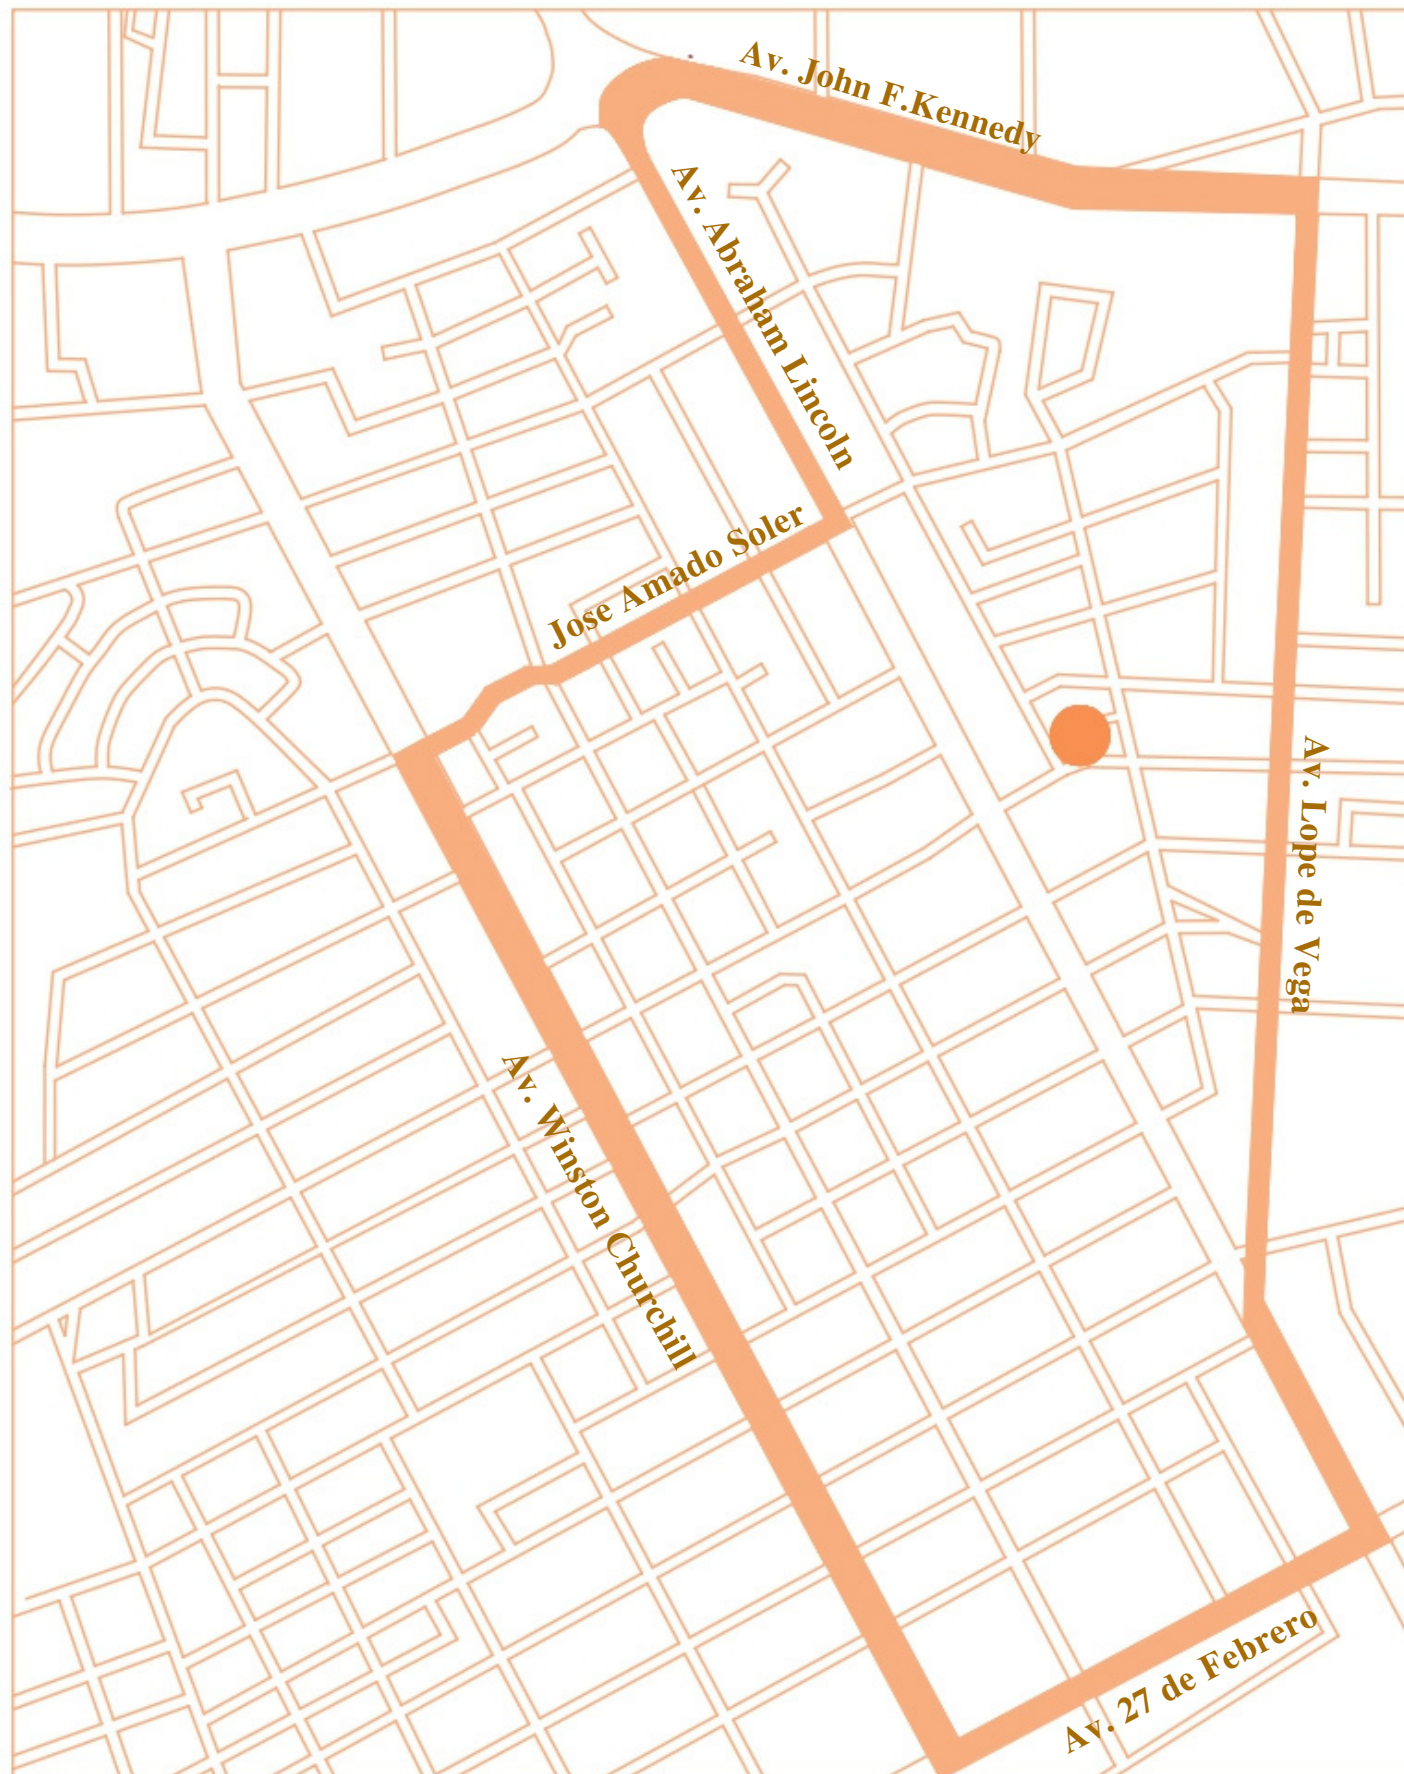 Av. John F.Kennedy
Av. Abraham Lincoln
Jose Amado Soler
Av. Lope de Vega
Av. Winston Churchill
Av. 27 de Febrero